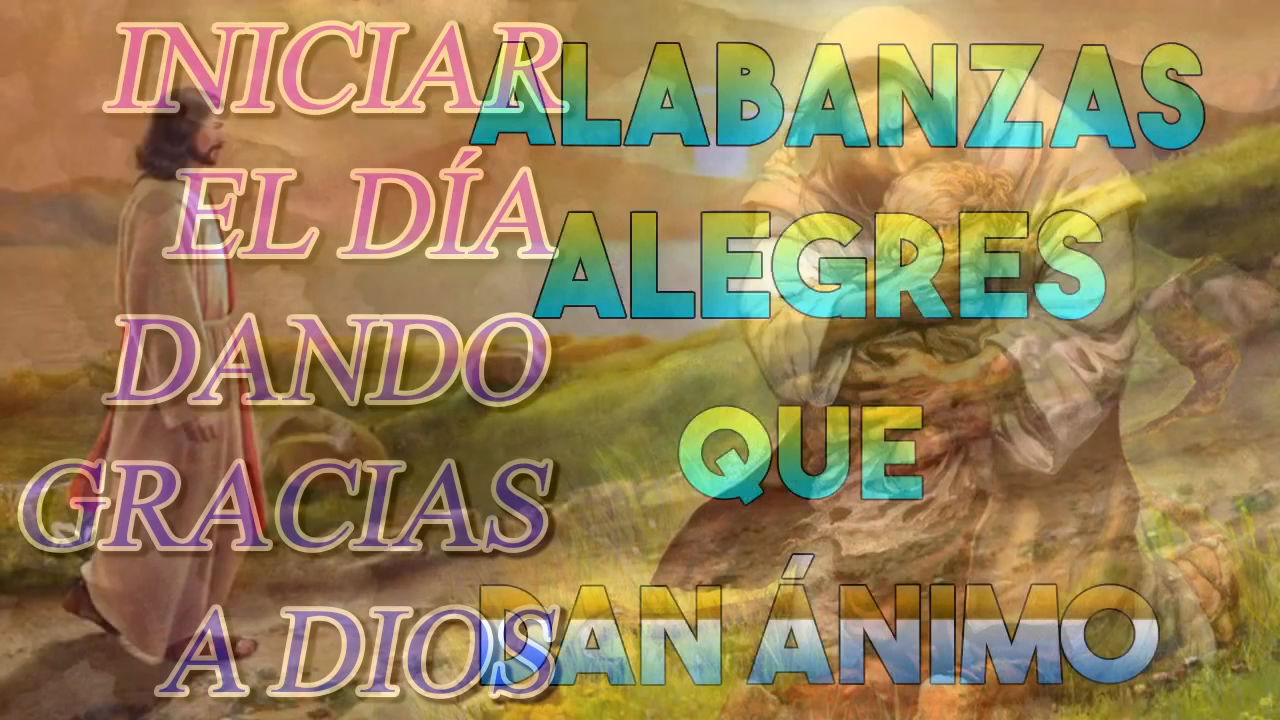 INICIAR
EL DÍA
DANDO
GRACIAS
A DIOS
ALABANZAS
ALEGRES
QUE
DAN ÁNIMO